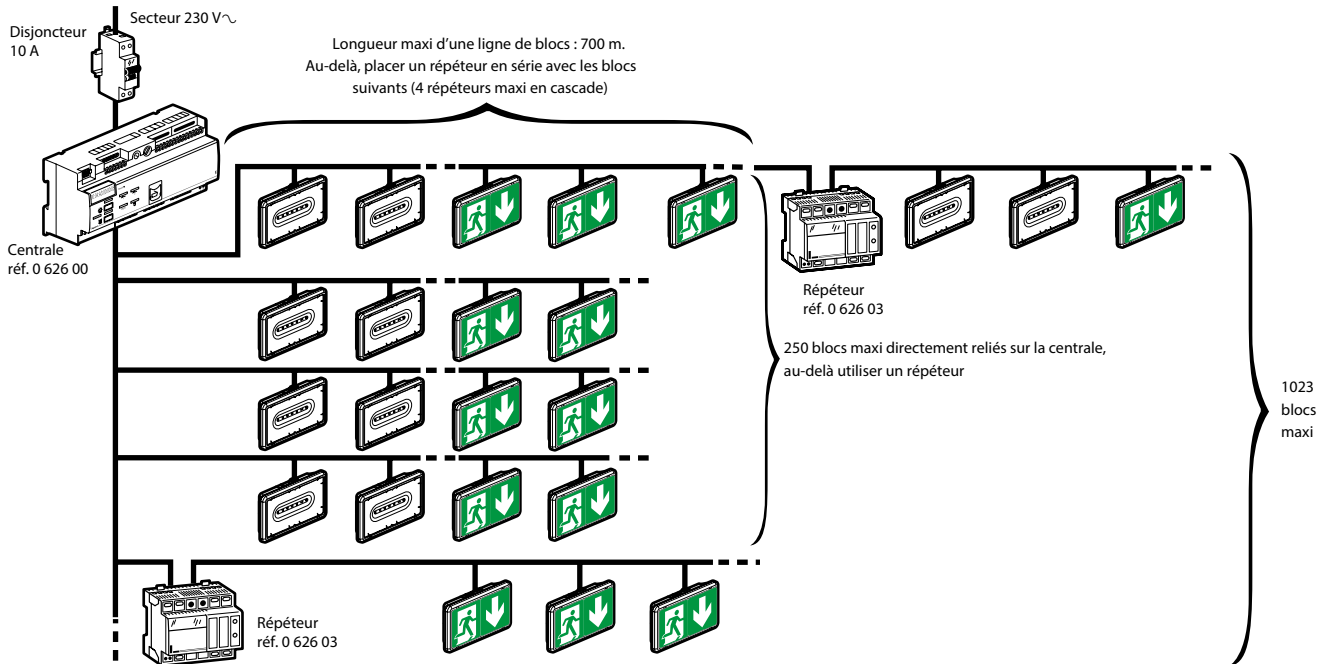 Secteur 230 V~
Disjoncteur
10 A
Longueur maxi d'une ligne de blocs : 700 m.
Au-delà, placer un répéteur en série avec les blocs
suivants (4 répéteurs maxi en cascade)
Centrale
réf. 0 626 00
Répéteur
réf. 0 626 03
250 blocs maxi directement reliés sur la centrale,
au-delà utiliser un répéteur
1023
blocs
maxi
Répéteur
réf. 0 626 03